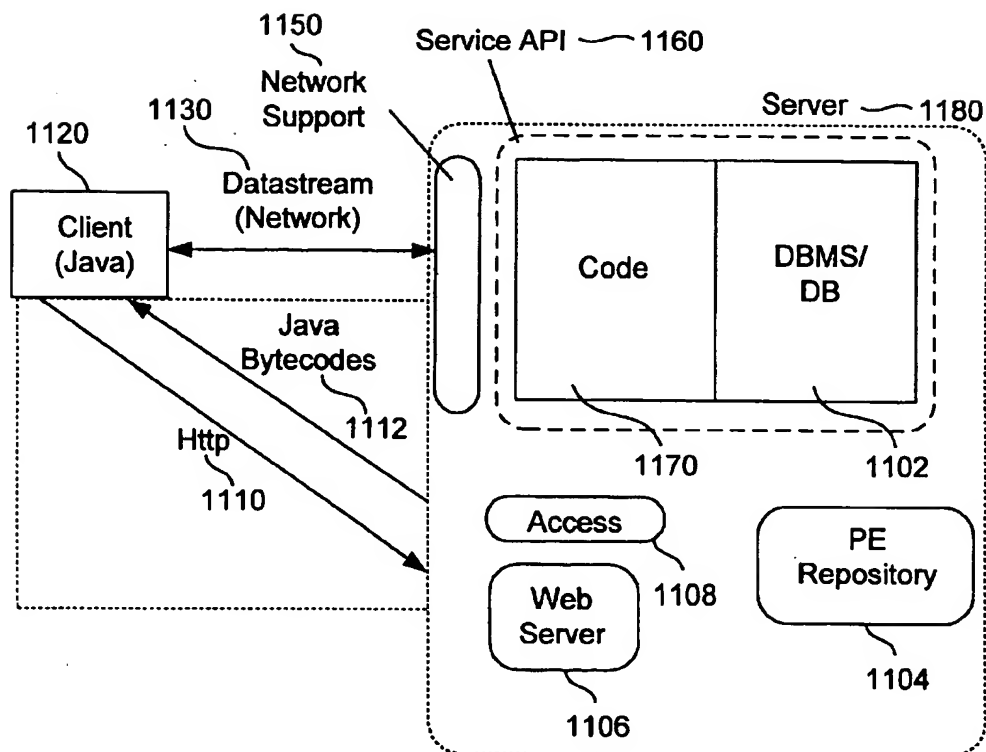 1150
Network
Support
Service API
1160
Server
1180
1130
Datastream
(Network)
1120
Client
(Java)
Code
DBMS/
DB
Java
Bytecodes
1112
Http
1110
1170
1102
Access
1108
PE
Repository
1104
Web
Server
1106